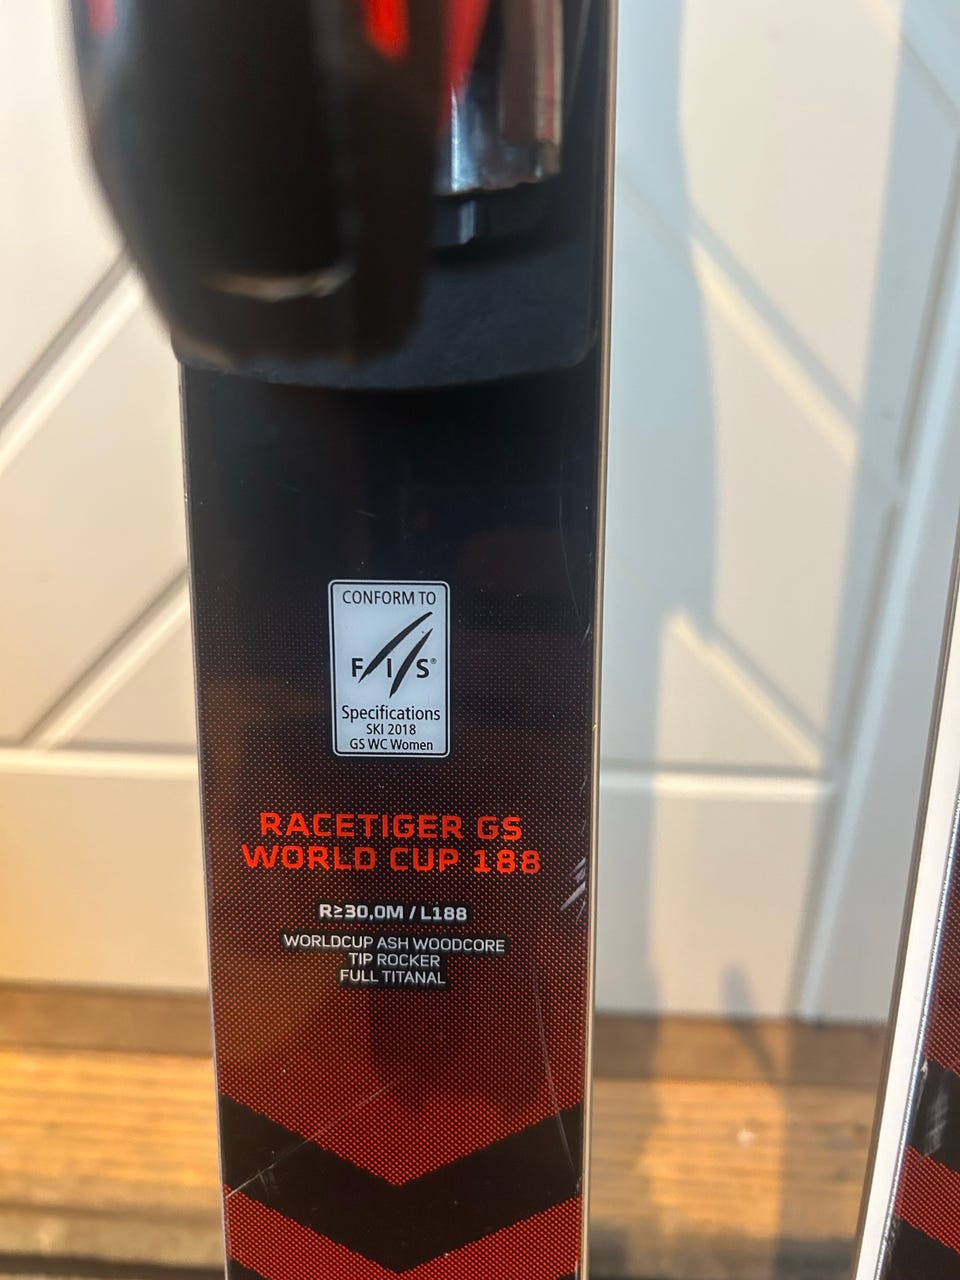 CONFORM TO
FIS®
Specifications
SKI 2018
GS WC Women
RACETIGER GS
WORLD CUP 188
R≥30,0M / L188
WORLDCUP ASH WOODCORE
TIP ROCKER
FULL TITANAL